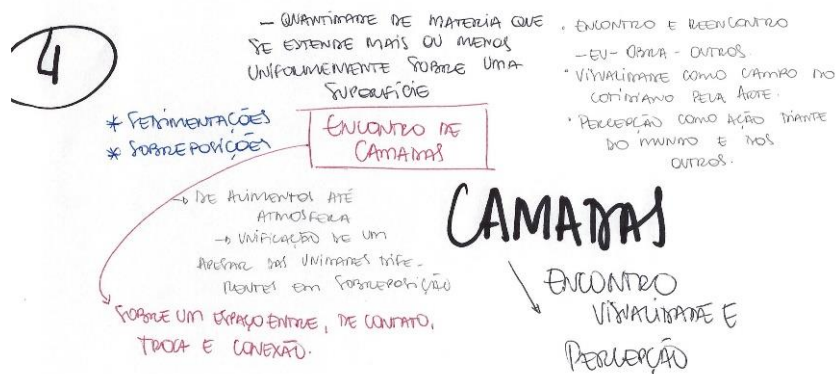 4
– QUANTIDADE DE MATERIA QUE
SE ESTENDE MAIS OU MENOS
UNIFORMEMENTE SOBRE UMA
SUPERFÍCIE
* SEDIMENTAÇÕES
* SOBREPOSIÇÕES
ENCONTRO DE
CAMADAS
→ DE ALIMENTOS ATÉ
ATMOSFERA
→ UNIFICAÇÃO DE UM
APESAR DAS UNIDADES DIFE-
RENTES EM SOBREPOSIÇÃO
SOBRE UM ESPAÇO ENTRE, DE CONTATO,
TROCA E CONEXÃO.
• ENCONTRO E REENCONTRO
– EU - OBRA - OUTROS.
• VISUALIDADE COMO CAMPO DO
COTIDIANO PELA ARTE.
• PERCEPÇÃO COMO AÇÃO DIANTE
DO MUNDO E DOS
OUTROS.
CAMADAS
ENCONTRO
VISUALIDADE E
PERCEPÇÃO